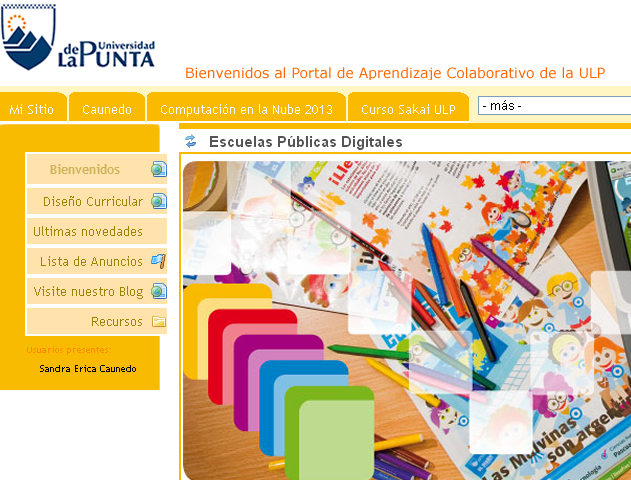 Universidad
de LA PUNTA
Bienvenidos al Portal de Aprendizaje Colaborativo de la ULP
Mi Sitio
Caunedo
Computación en la Nube 2013
Curso Sakai ULP
- más -
Escuelas Públicas Digitales
Bienvenidos
Diseño Curricular
Ultimas novedades
Lista de Anuncios
Visite nuestro Blog
Recursos
Usuarios presentes:
Sandra Erica Caunedo
Las Malvinas
son argent